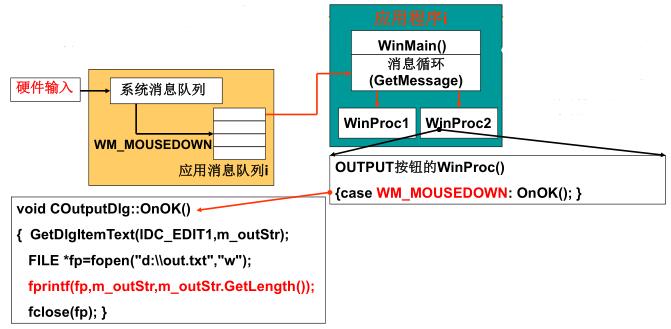 应用程序i
WinMain()
消息循环
(GetMessage)
硬件输入
系统消息队列
WM_MOUSEDOWN
应用消息队列i
WinProc1
WinProc2
OUTPUT按钮的WinProc()
{case WM_MOUSEDOWN: OnOK(); }
void COutputDlg::OnOK()
{ GetDlgItemText(IDC_EDIT1,m_outStr);
FILE *fp=fopen("d:\\out.txt","w");
fprintf(fp,m_outStr,m_outStr.GetLength());
fclose(fp); }